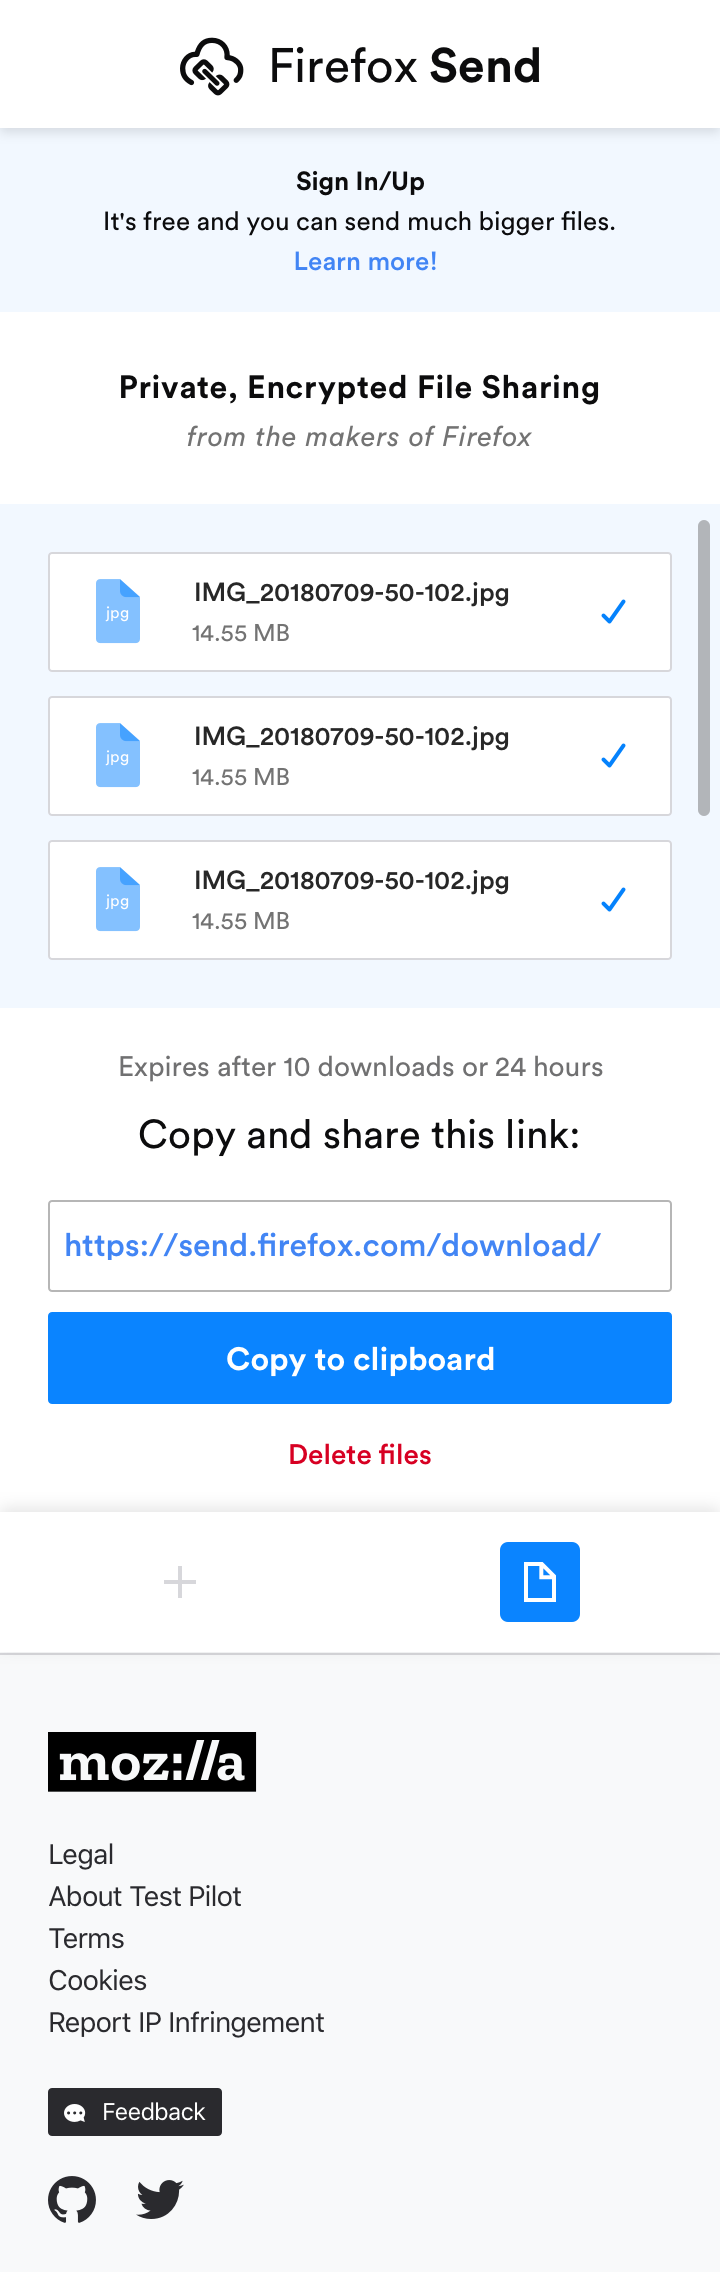 Firefox Send
Sign In/Up
It's free and you can send much bigger files.
Learn more!
Private, Encrypted File Sharing
from the makers of Firefox
jpg
IMG_20180709-50-102.jpg
14.55 MB
jpg
IMG_20180709-50-102.jpg
14.55 MB
jpg
IMG_20180709-50-102.jpg
14.55 MB
Expires after 10 downloads or 24 hours
Copy and share this link:
https://send.firefox.com/download/
Copy to clipboard
Delete files
moz://a
Legal
About Test Pilot
Terms
Cookies
Report IP Infringement
Feedback